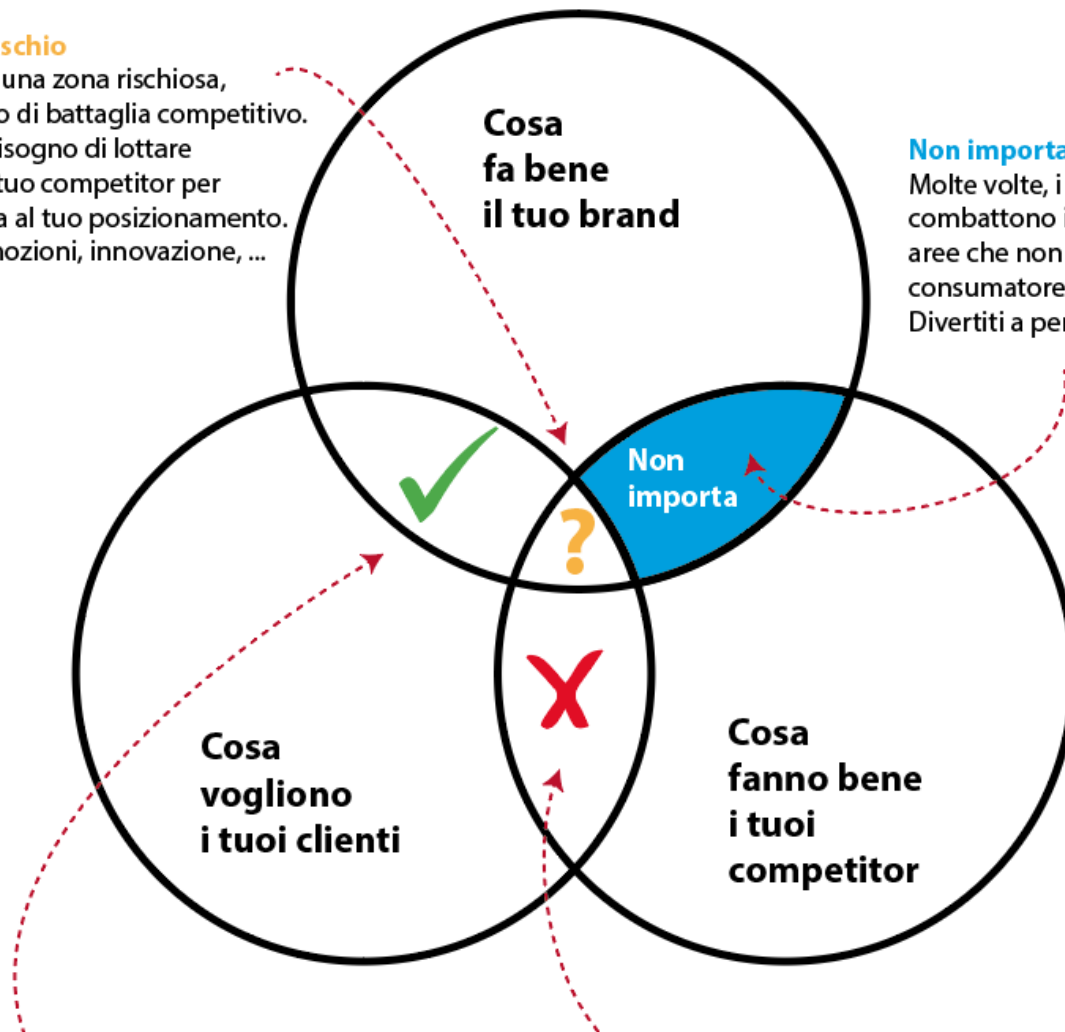 schio
una zona rischiosa,
o di battaglia competitivo.
isogno di lottare
tuo competitor per
a al tuo posizionamento.
nozioni, innovazione, ...
Cosa
fa bene
il tuo brand
Non importa
Molte volte, i
combattono i
aree che non
consumatore
Divertiti a per
Non
importa
?
Cosa
vogliono
i tuoi clienti
Cosa
fanno bene
i tuoi
competitor